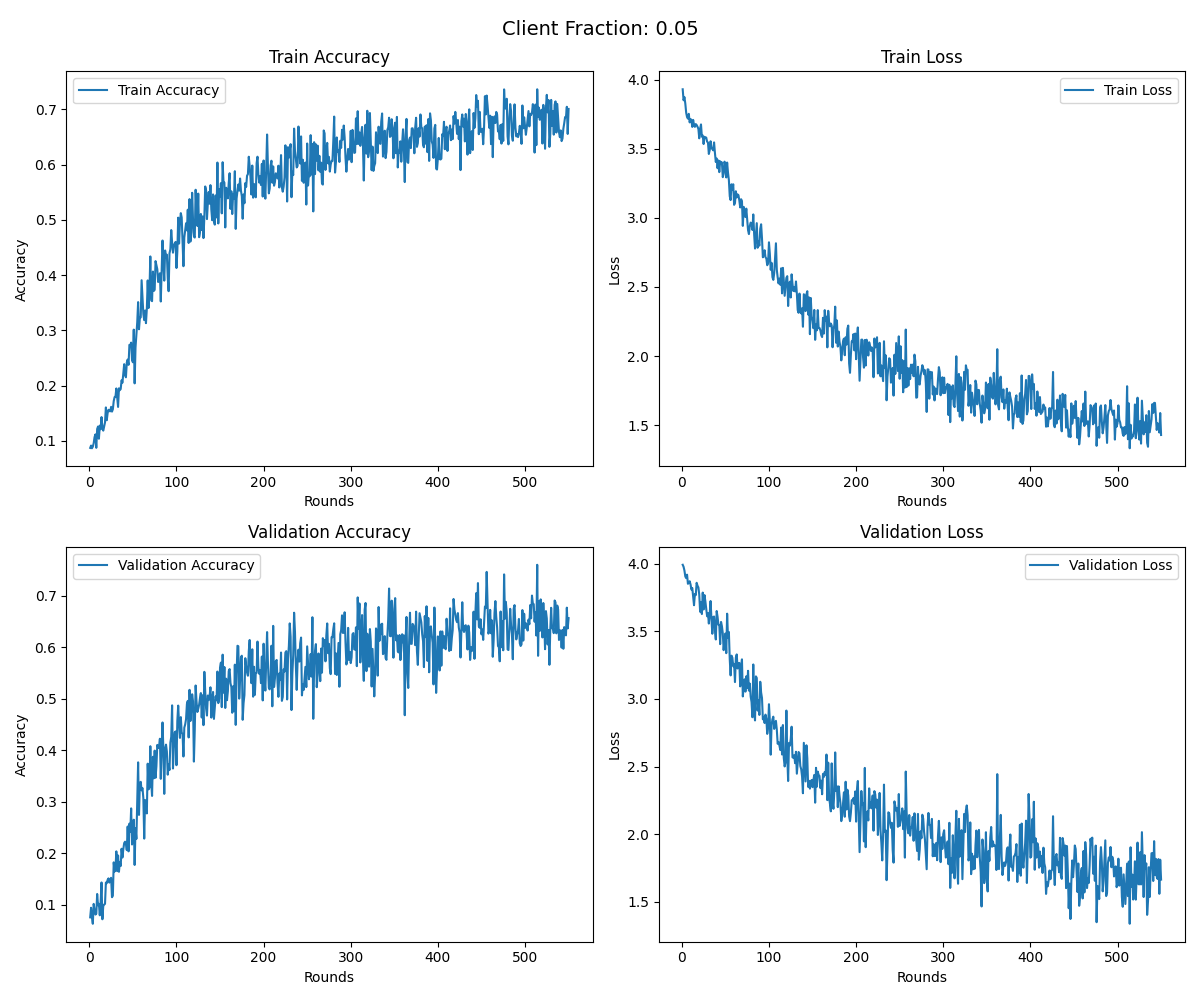 Client Fraction: 0.05
Train Accuracy
Train Accuracy
Accuracy
0.7
0.6
0.5
0.4
0.3
0.2
0.1
0 100 200 300 400 500
Rounds
Train Loss
Train Loss
Loss
4.0
3.5
3.0
2.5
2.0
1.5
0 100 200 300 400 500
Rounds
Validation Accuracy
Validation Accuracy
Accuracy
0.7
0.6
0.5
0.4
0.3
0.2
0.1
0 100 200 300 400 500
Rounds
Validation Loss
Validation Loss
Loss
4.0
3.5
3.0
2.5
2.0
1.5
0 100 200 300 400 500
Rounds